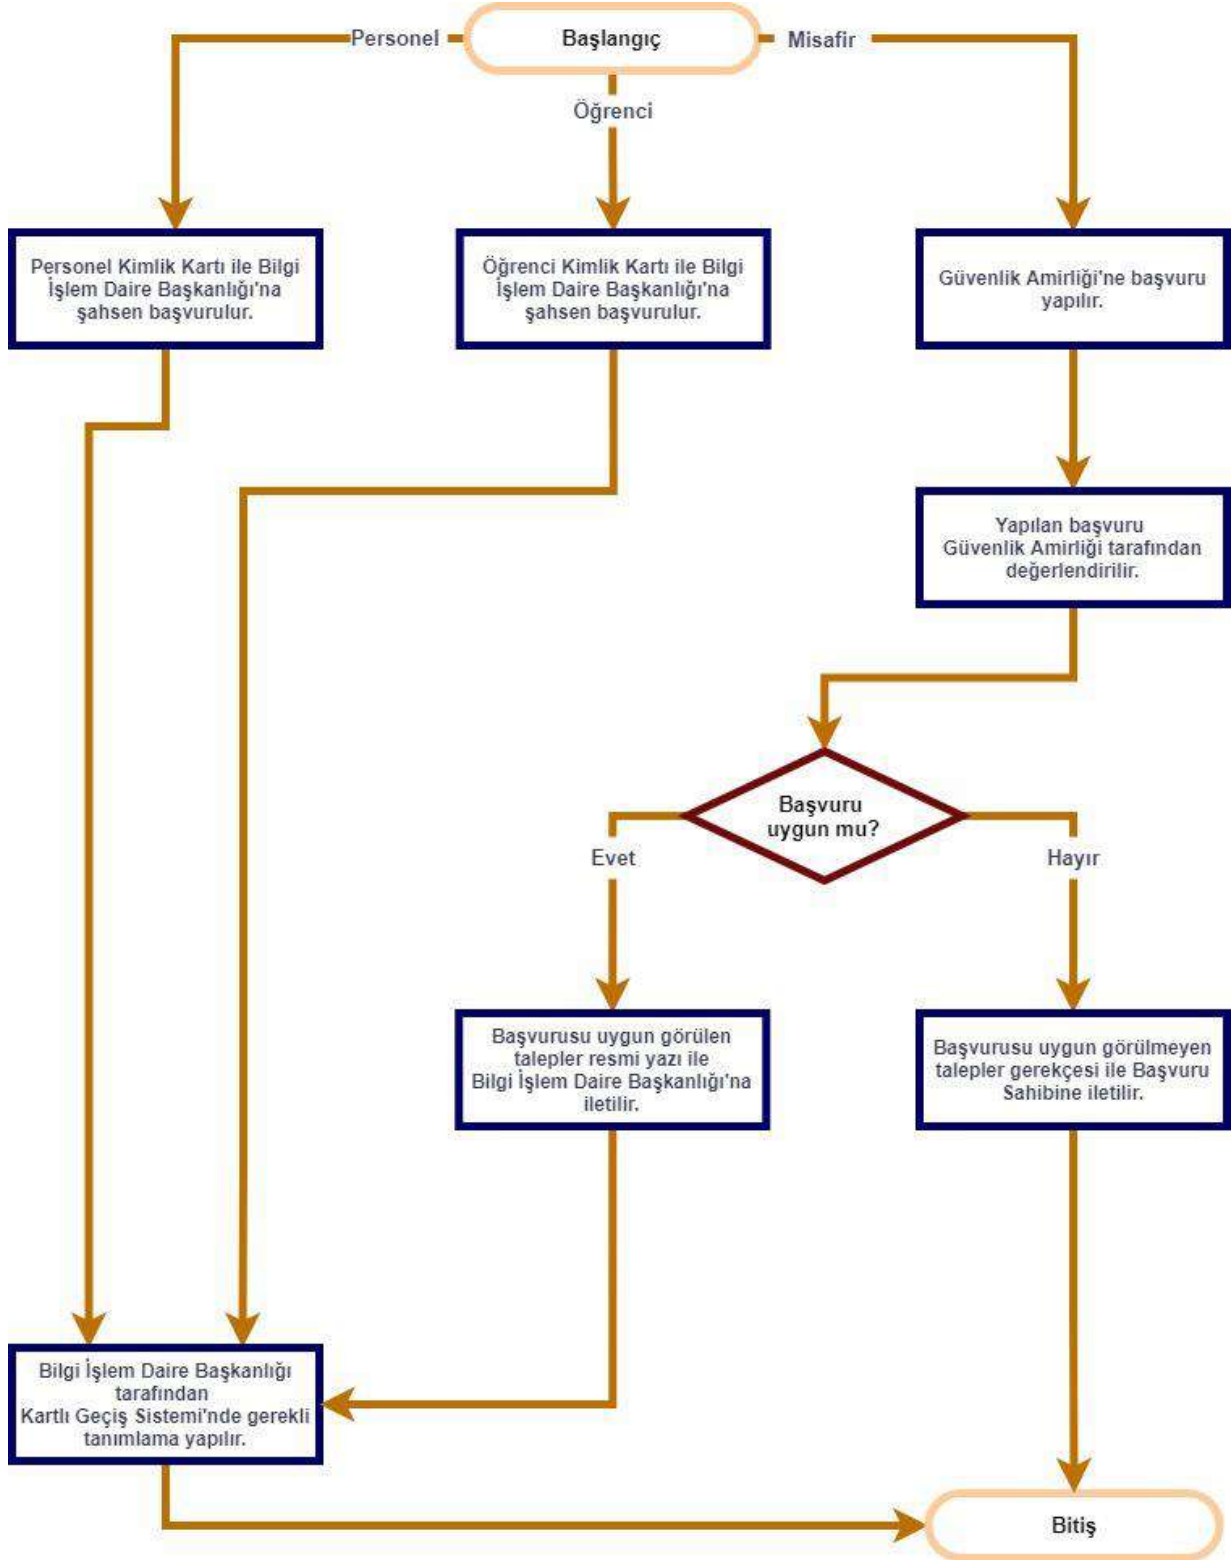 Personel
Başlangıç
Misafir
Öğrenci
Personel Kimlik Kartı ile Bilgi
İşlem Daire Başkanlığı'na
şahsen başvurulur.
Öğrenci Kimlik Kartı ile Bilgi
İşlem Daire Başkanlığı'na
şahsen başvurulur.
Güvenlik Amirliği'ne başvuru
yapılır.
Yapılan başvuru
Güvenlik Amirliği tarafından
değerlendirilir.
Başvuru
uygun mu?
Evet
Hayır
Başvurusu uygun görülen
talepler resmi yazı ile
Bilgi İşlem Daire Başkanlığı'na
iletilir.
Başvurusu uygun görülmeyen
talepler gerekçesi ile Başvuru
Sahibine iletilir.
Bilgi İşlem Daire Başkanlığı
tarafından
Kartlı Geçiş Sistemi'nde gerekli
tanımlama yapılır.
Bitiş